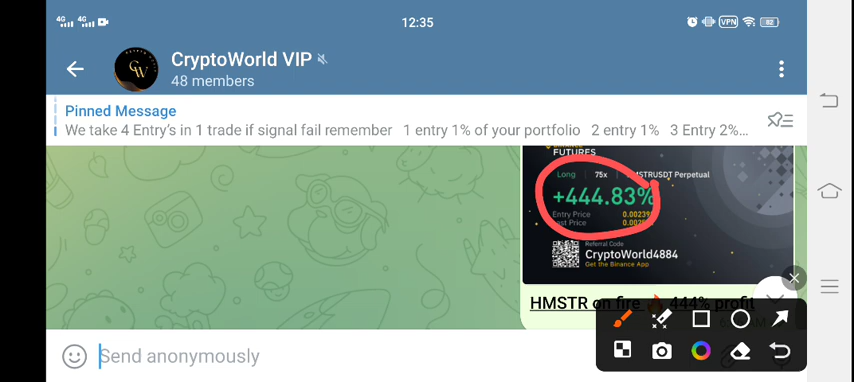 4G 4G
12:35
VPN 82
CryptoWorld VIP
48 members
Pinned Message
We take 4 Entry's in 1 trade if signal fail remember 1 entry 1% of your portfolio 2 entry 1% 3 Entry 2%...
FUTURES
Long 75x
Perpetual
+444.83%
Entry Price
Price
Referral Code
CryptoWorld4884
Get the Binance App
HMSTR on fire 🔥 444% profit
Send anonymously